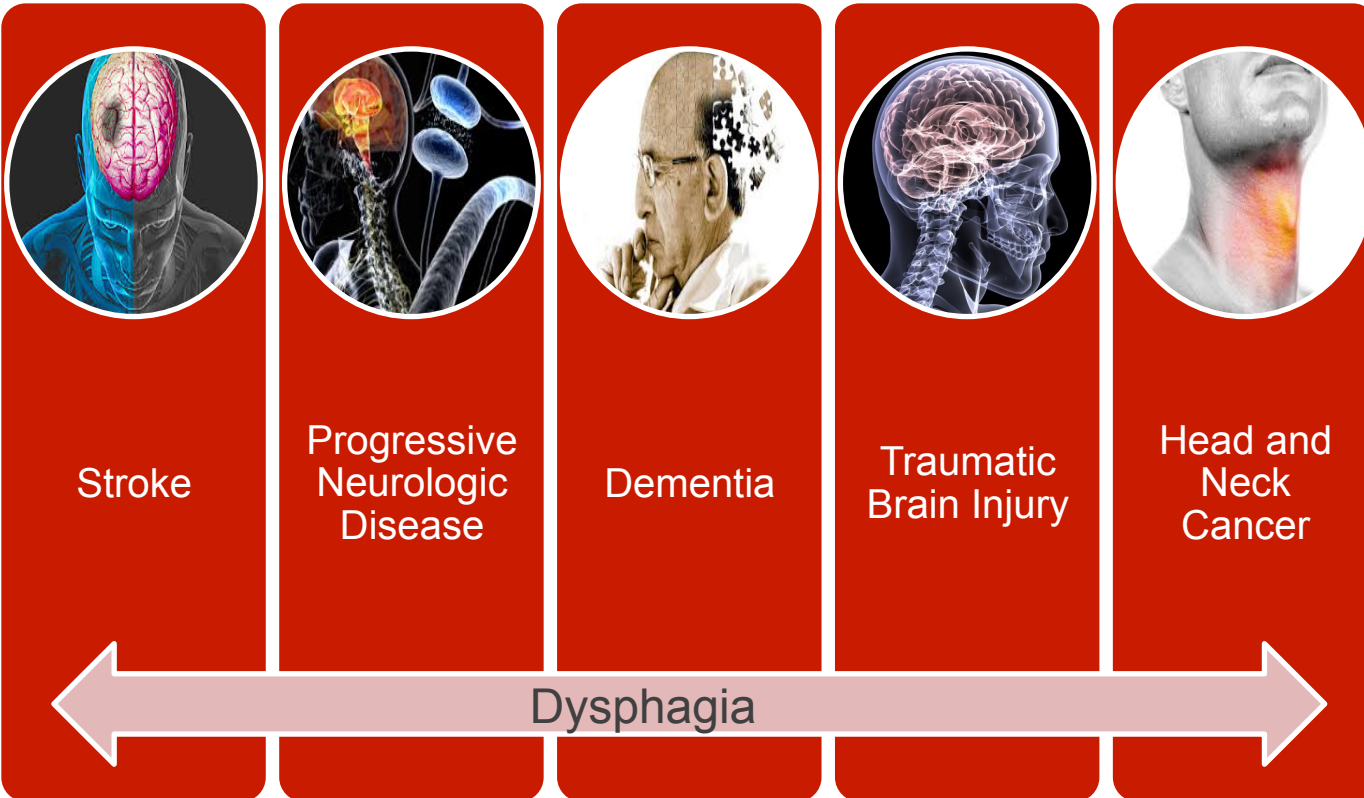 Stroke
Progressive
Neurologic
Disease
Dementia
Traumatic
Brain Injury
Head and
Neck
Cancer
Dysphagia